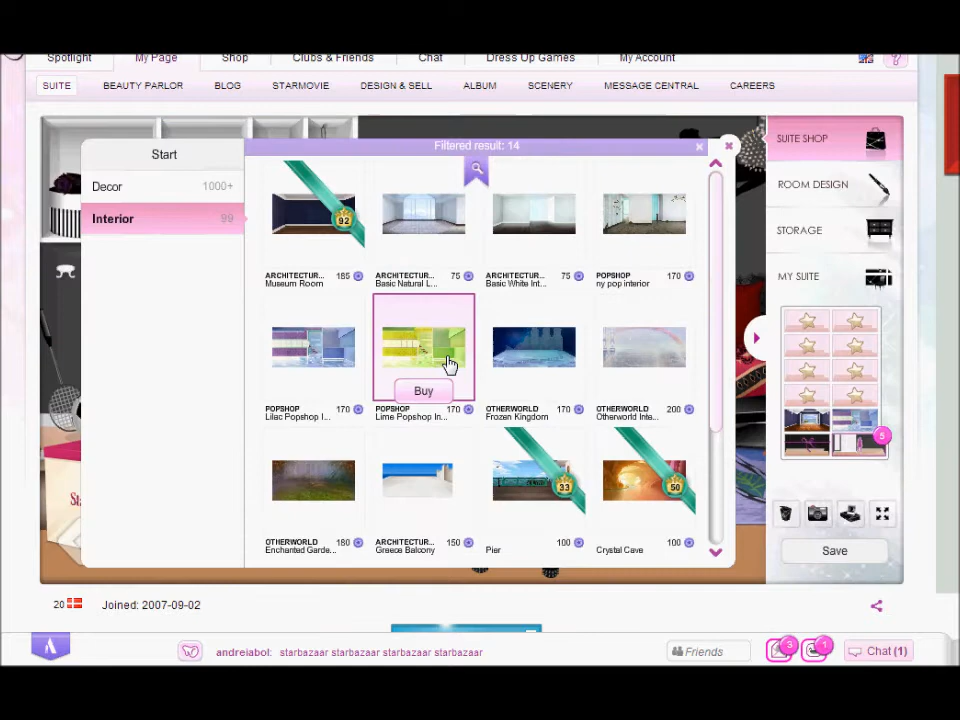 Spotlight My Page Shop Clubs & Friends Chat Dress Up Games My Account ?
SUITE BEAUTY PARLOR BLOG STARMOVIE DESIGN & SELL ALBUM SCENERY MESSAGE CENTRAL CAREERS
Start
Decor 1000+
Interior 99
Filtered result: 14
92
ARCHITECTUR... 185
Museum Room
ARCHITECTUR... 75
Basic Natural L...
ARCHITECTUR... 75
Basic White Int...
POPSHOP 170
ny pop interior
POPSHOP 170
Lilac Popshop I...
Buy
POPSHOP 170
Lime Popshop In...
OTHERWORLD 170
Frozen Kingdom
OTHERWORLD 200
Otherworld Inte...
OTHERWORLD 180
Enchanted Garde...
ARCHITECTUR... 150
Greece Balcony
33
Pier 100
50
Crystal Cave 100
SUITE SHOP
ROOM DESIGN
STORAGE
MY SUITE
5
Save
20 Joined: 2007-09-02
andreiabol: starbazaar starbazaar starbazaar starbazaar
Friends 3 1 Chat (1)